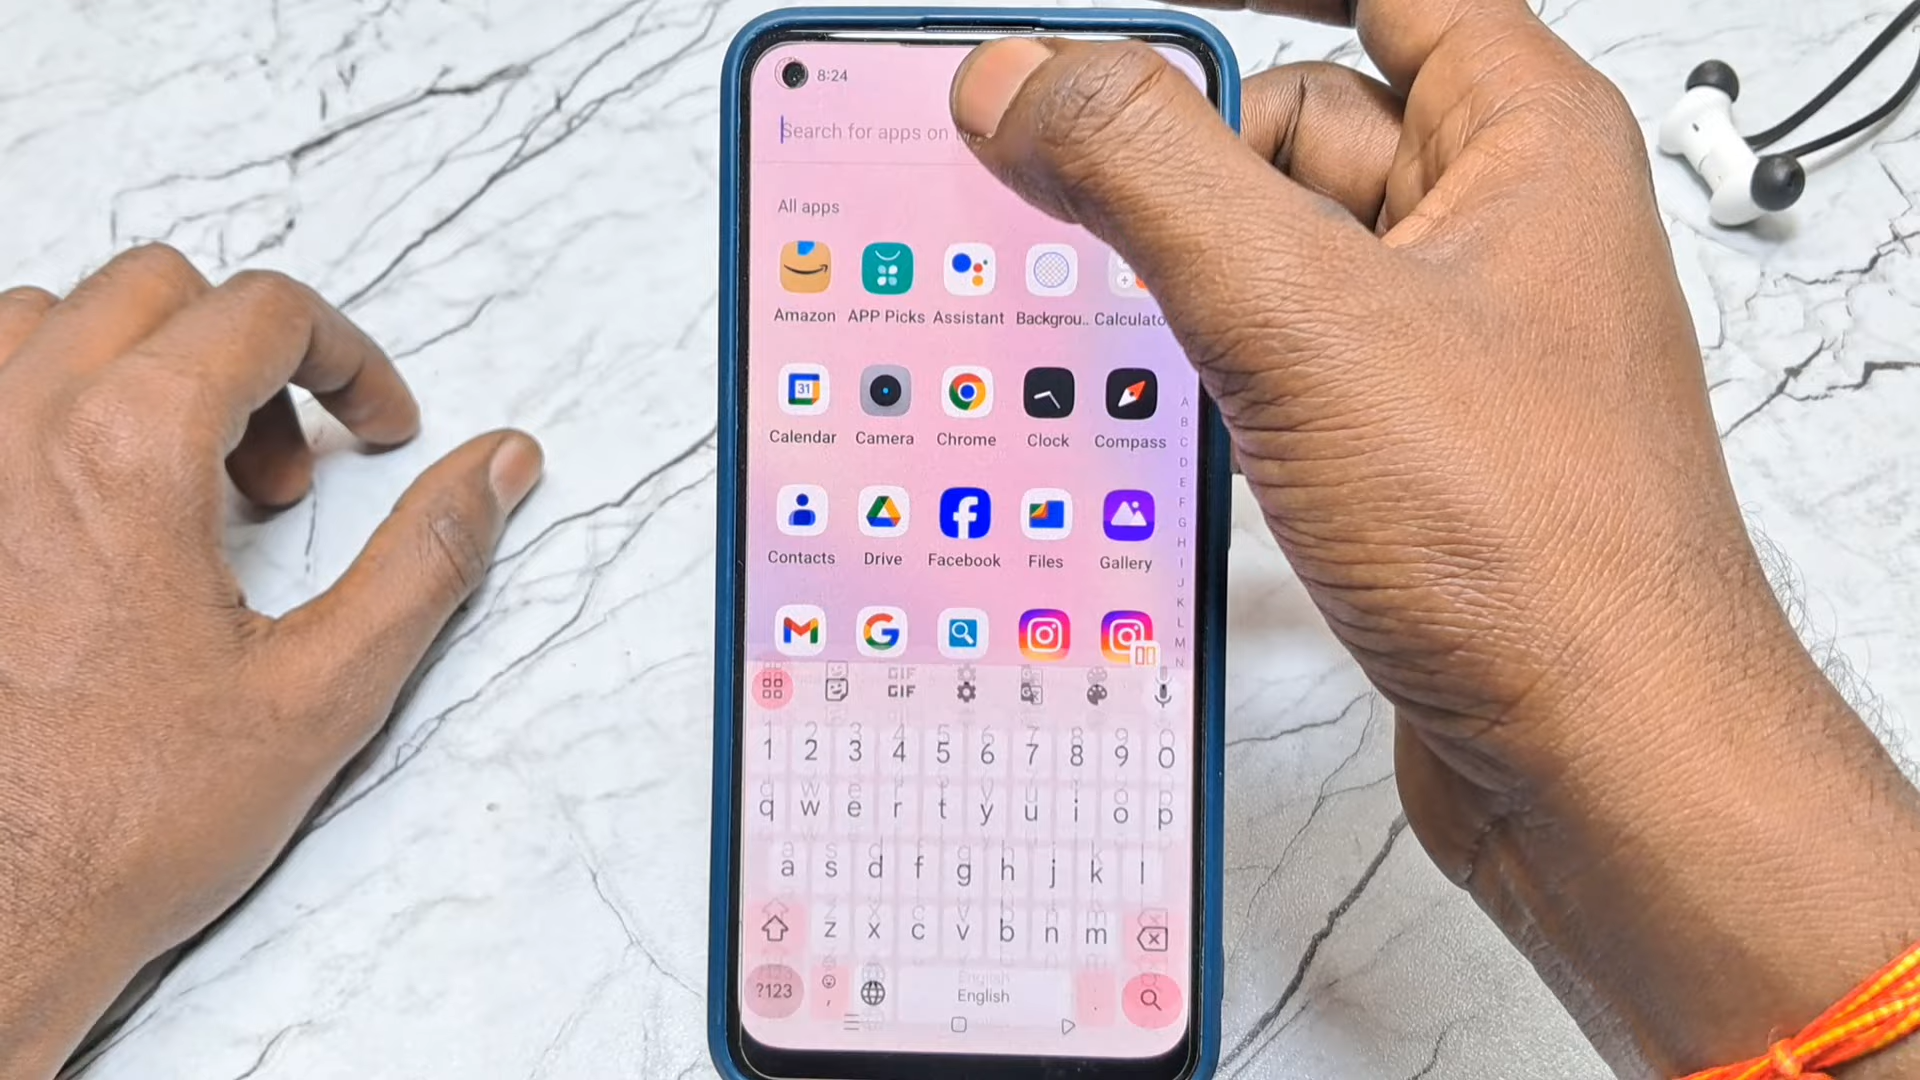 8:24
Search for apps on
All apps
Amazon APP Picks Assistant Backgrou.. Calculato
31
Calendar Camera Chrome Clock Compass
Contacts Drive Facebook Files Gallery
A
B
C
D
E
F
G
H
I
J
K
L
M
N
GIF
1 2 3 4 5 6 7 8 9 0
q w e r t y u i o p
a s d f g h j k l
z x c v b n m
?123 , English .